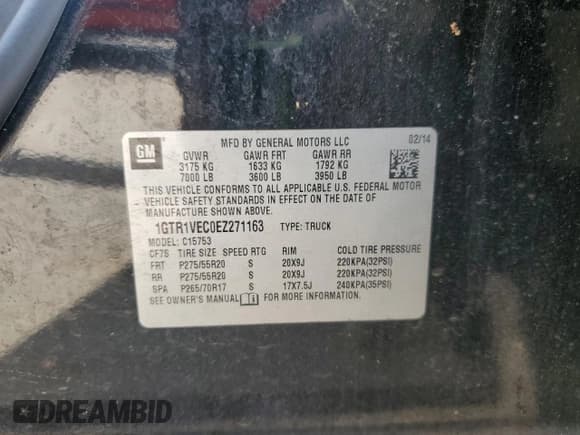 GM
MFD BY GENERAL MOTORS LLC 02/14
GVWR GAWR FRT GAWR RR
3175 KG 1633 KG 1792 KG
7000 LB 3600 LB 3950 LB
THIS VEHICLE CONFORMS TO ALL APPLICABLE U.S. FEDERAL MOTOR
VEHICLE SAFETY STANDARDS IN EFFECT ON THE DATE OF
MANUFACTURE SHOWN ABOVE.
1GTR1VEC0EZ271163 TYPE: TRUCK
MODEL: C15753
CF7S TIRE SIZE SPEED RTG RIM COLD TIRE PRESSURE
FRT P275/55R20 S 20X9J 220KPA(32PSI)
RR P275/55R20 S 20X9J 220KPA(32PSI)
SPA P265/70R17 S 17X7.5J 240KPA(35PSI)
SEE OWNER'S MANUAL FOR MORE INFORMATION.
DREAMBID